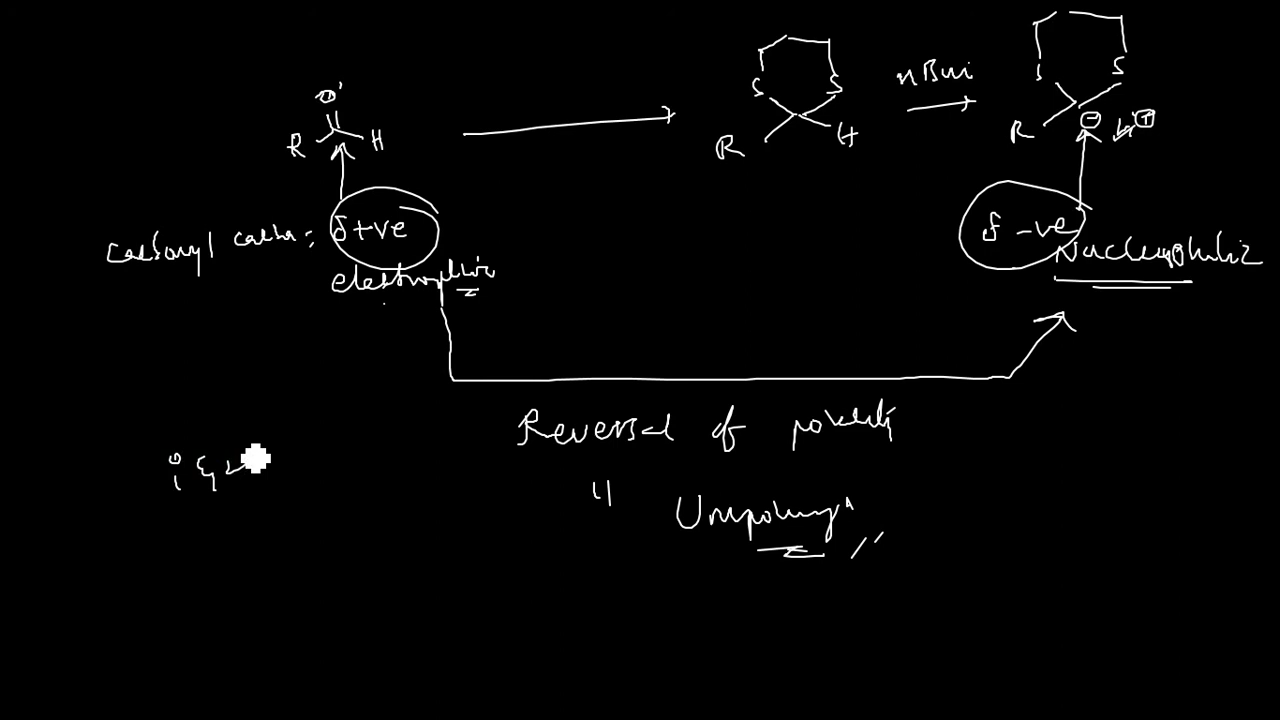 O
R H
S S
R H
nBuLi
S S
R ⊖ Li⊕
Carbonyl carbon: δ+ve
electrophilic
δ-ve
Nucleophilic
Reversal of polarity
" Umpolung"